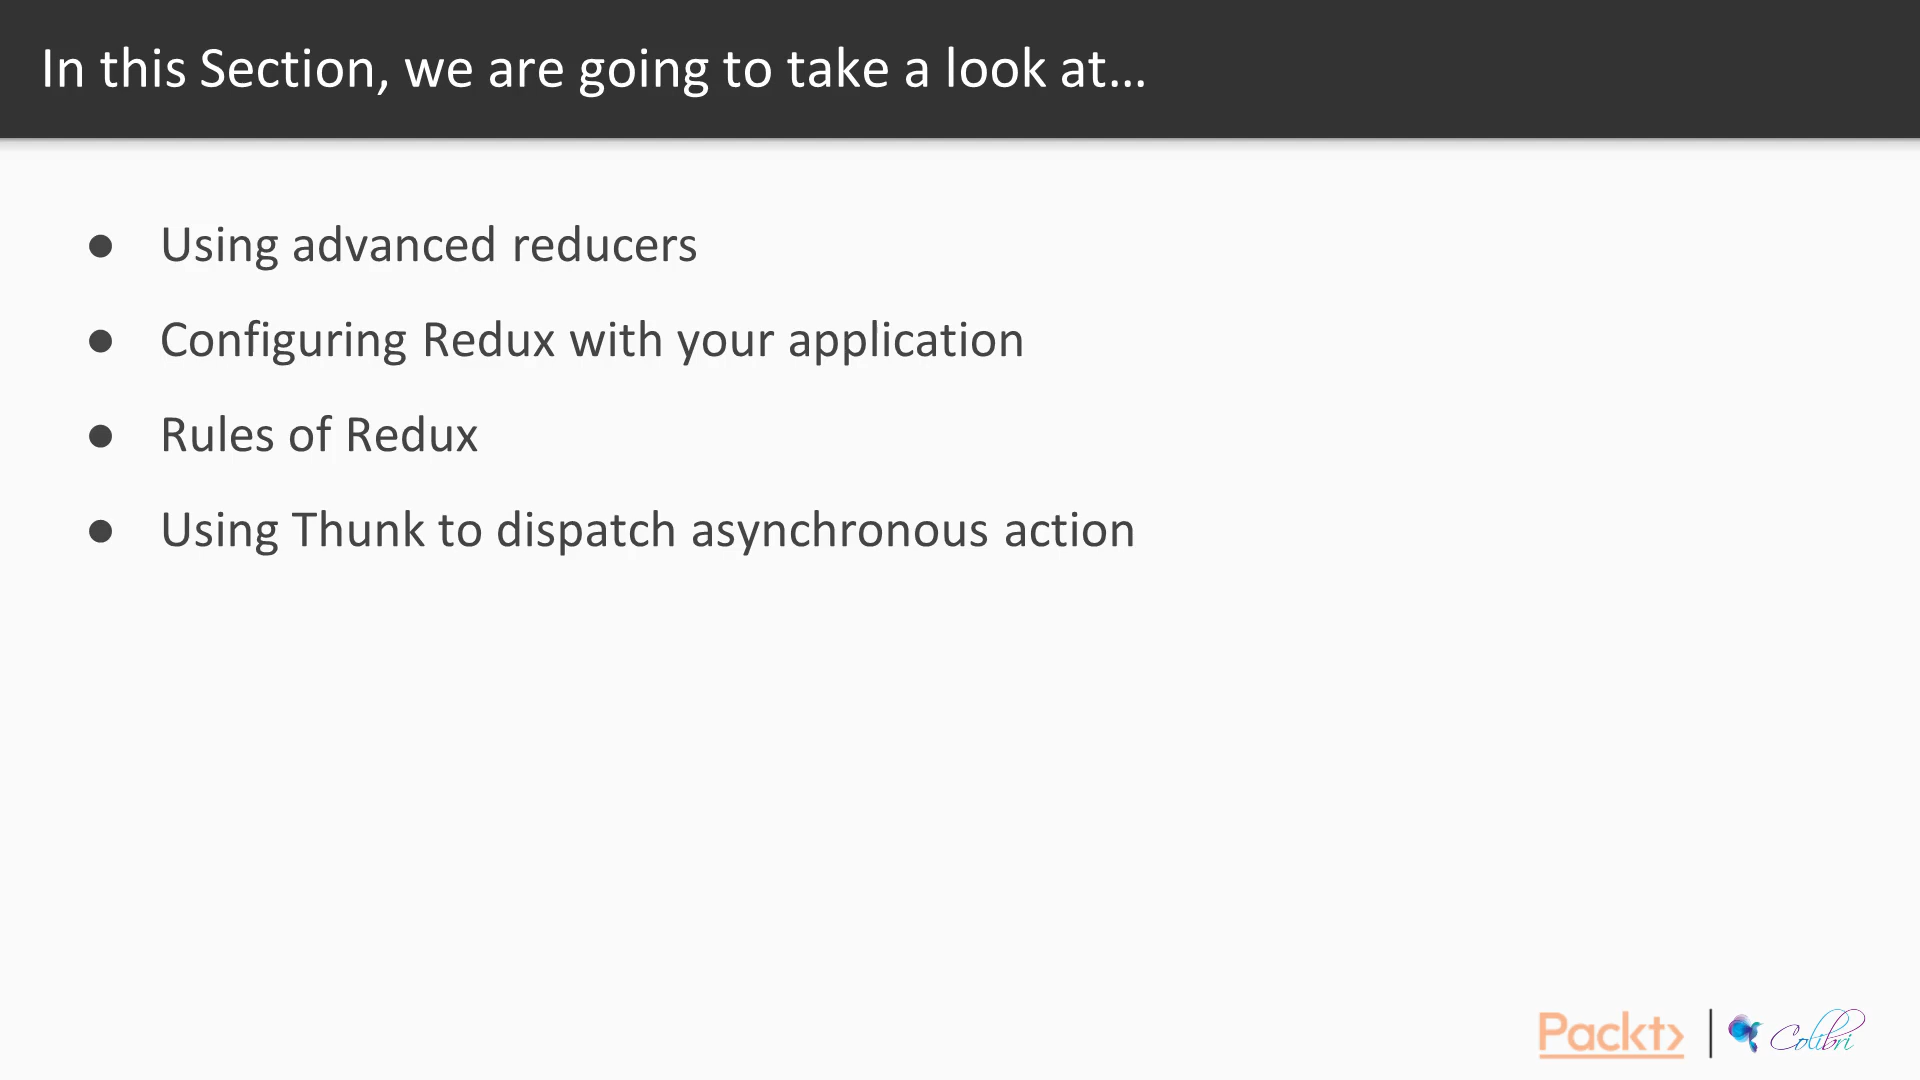 In this Section, we are going to take a look at...
● Using advanced reducers
● Configuring Redux with your application
● Rules of Redux
● Using Thunk to dispatch asynchronous action
Packt> | Colibri